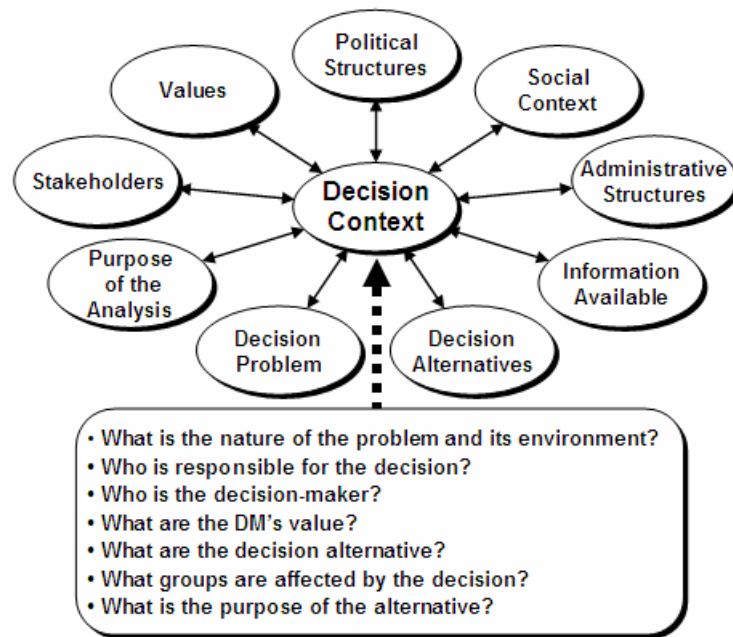 Political
Structures
Values
Social
Context
Stakeholders
Decision
Context
Administrative
Structures
Purpose
of the
Analysis
Information
Available
Decision
Problem
Decision
Alternatives
• What is the nature of the problem and its environment?
• Who is responsible for the decision?
• Who is the decision-maker?
• What are the DM's value?
• What are the decision alternative?
• What groups are affected by the decision?
• What is the purpose of the alternative?